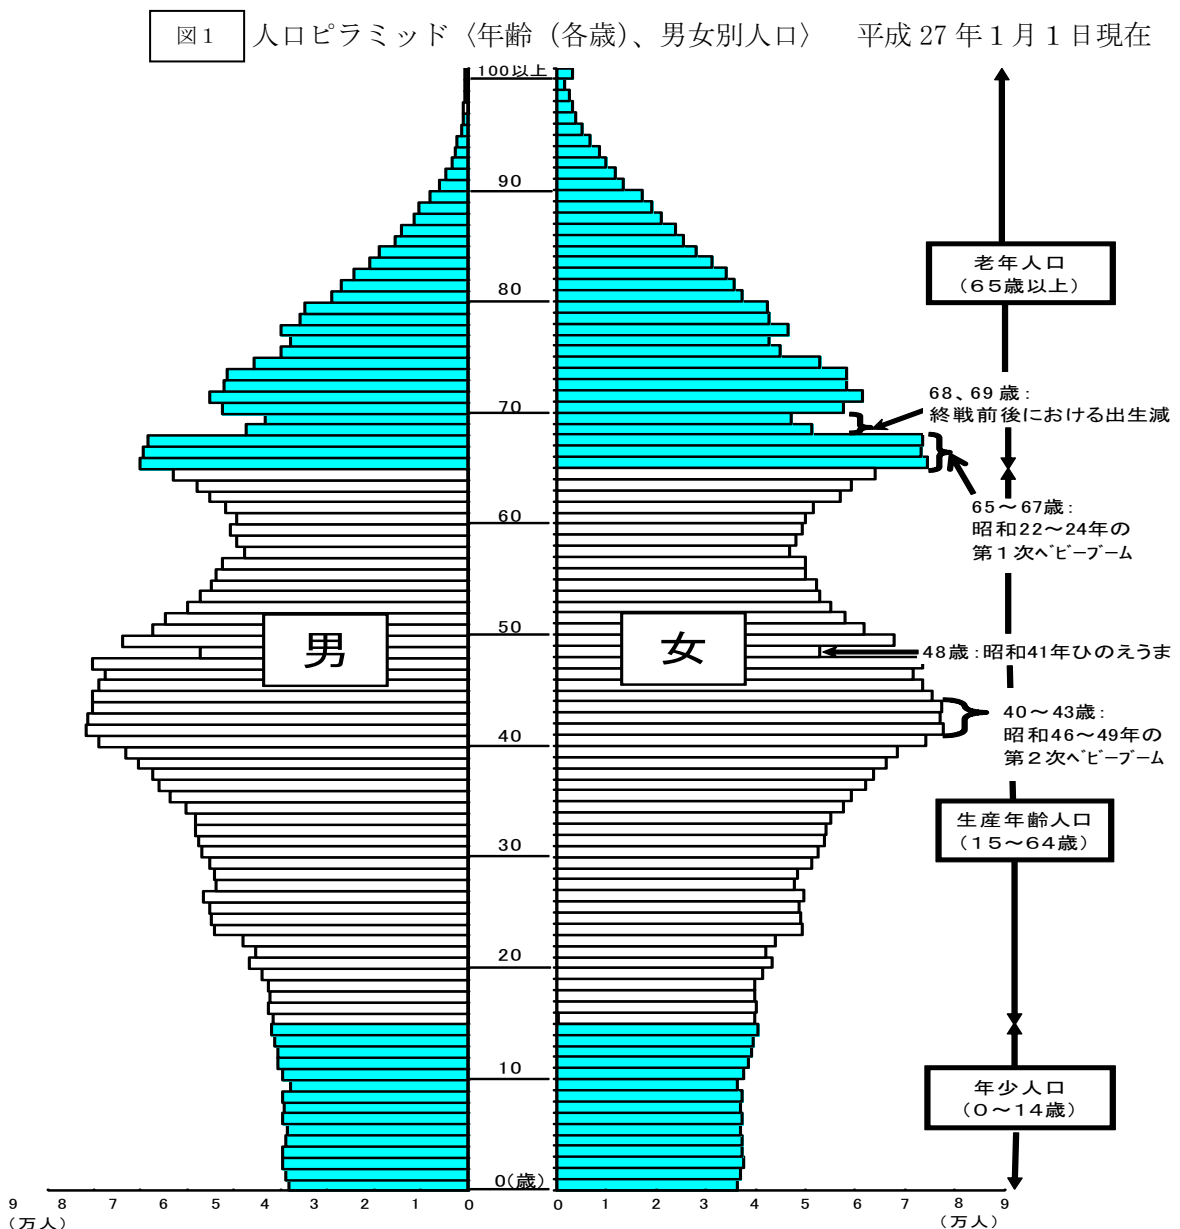 図1 人口ピラミッド〈年齢(各歳)、男女別人口〉 平成27年1月1日現在
100以上
90
老年人口
(65歳以上)
80
68、69歳:
終戦前後における出生減
70
65～67歳:
昭和22～24年の
第1次ベビーブーム
60
50
男
女
48歳:昭和41年ひのえうま
40～43歳:
昭和46～49年の
第2次ベビーブーム
40
生産年齢人口
(15～64歳)
30
20
10
年少人口
(0～14歳)
0(歳)
9 8 7 6 5 4 3 2 1 0 0 1 2 3 4 5 6 7 8 9
(万人) (万人)